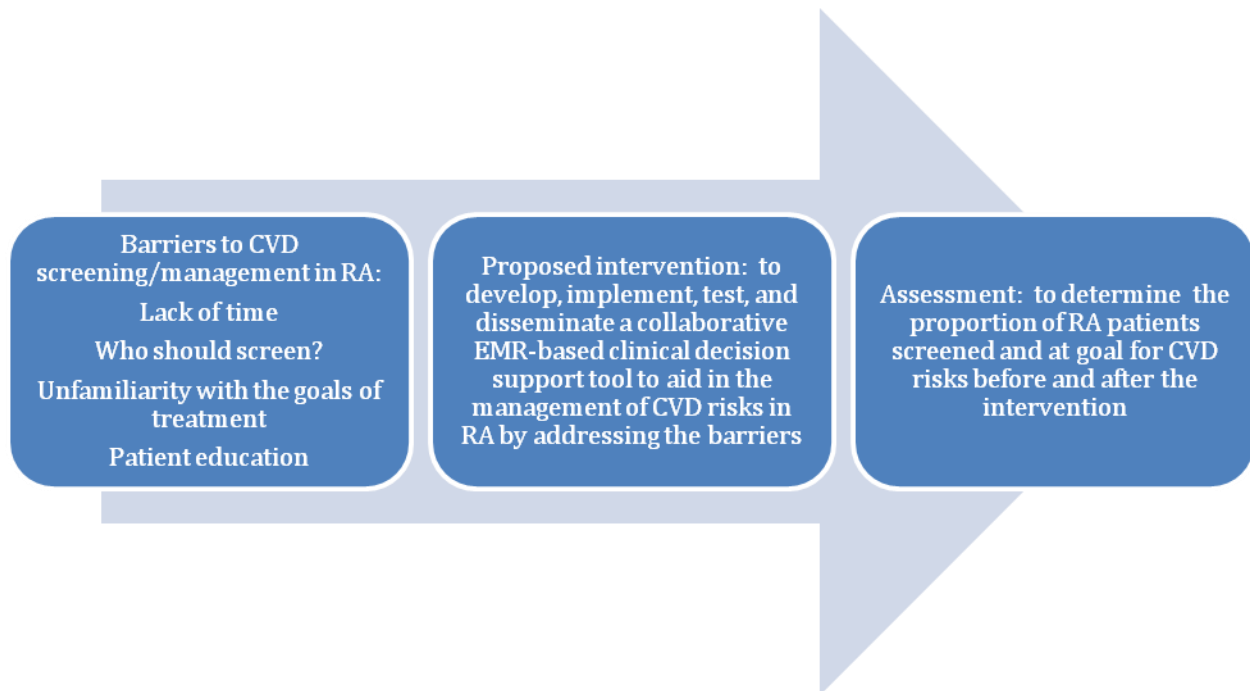 Barriers to CVD
screening/management in RA:
Lack of time
Who should screen?
Unfamiliarity with the goals of
treatment
Patient education
Proposed intervention: to
develop, implement, test, and
disseminate a collaborative
EMR-based clinical decision
support tool to aid in the
management of CVD risks in
RA by addressing the barriers
Assessment: to determine the
proportion of RA patients
screened and at goal for CVD
risks before and after the
intervention